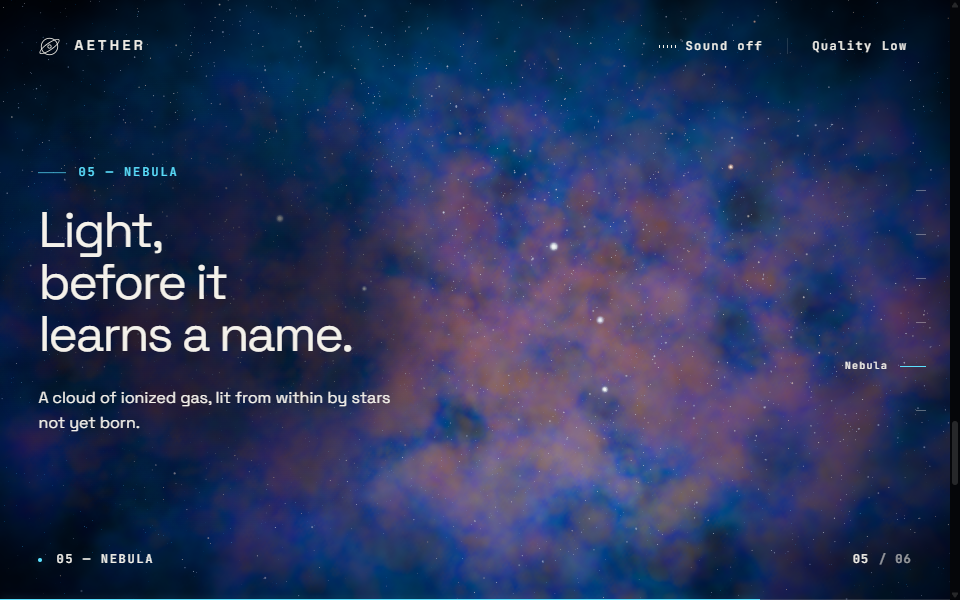 AETHER
Sound off
Quality Low
05 — NEBULA
Light,
before it
learns a name.
A cloud of ionized gas, lit from within by stars
not yet born.
Nebula
05 — NEBULA
05 / 06